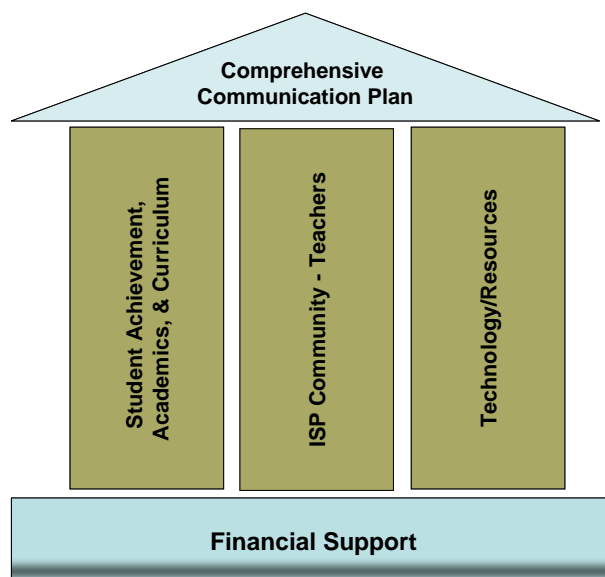 Comprehensive
Communication Plan
Student Achievement,
Academics, & Curriculum
ISP Community - Teachers
Technology/Resources
Financial Support